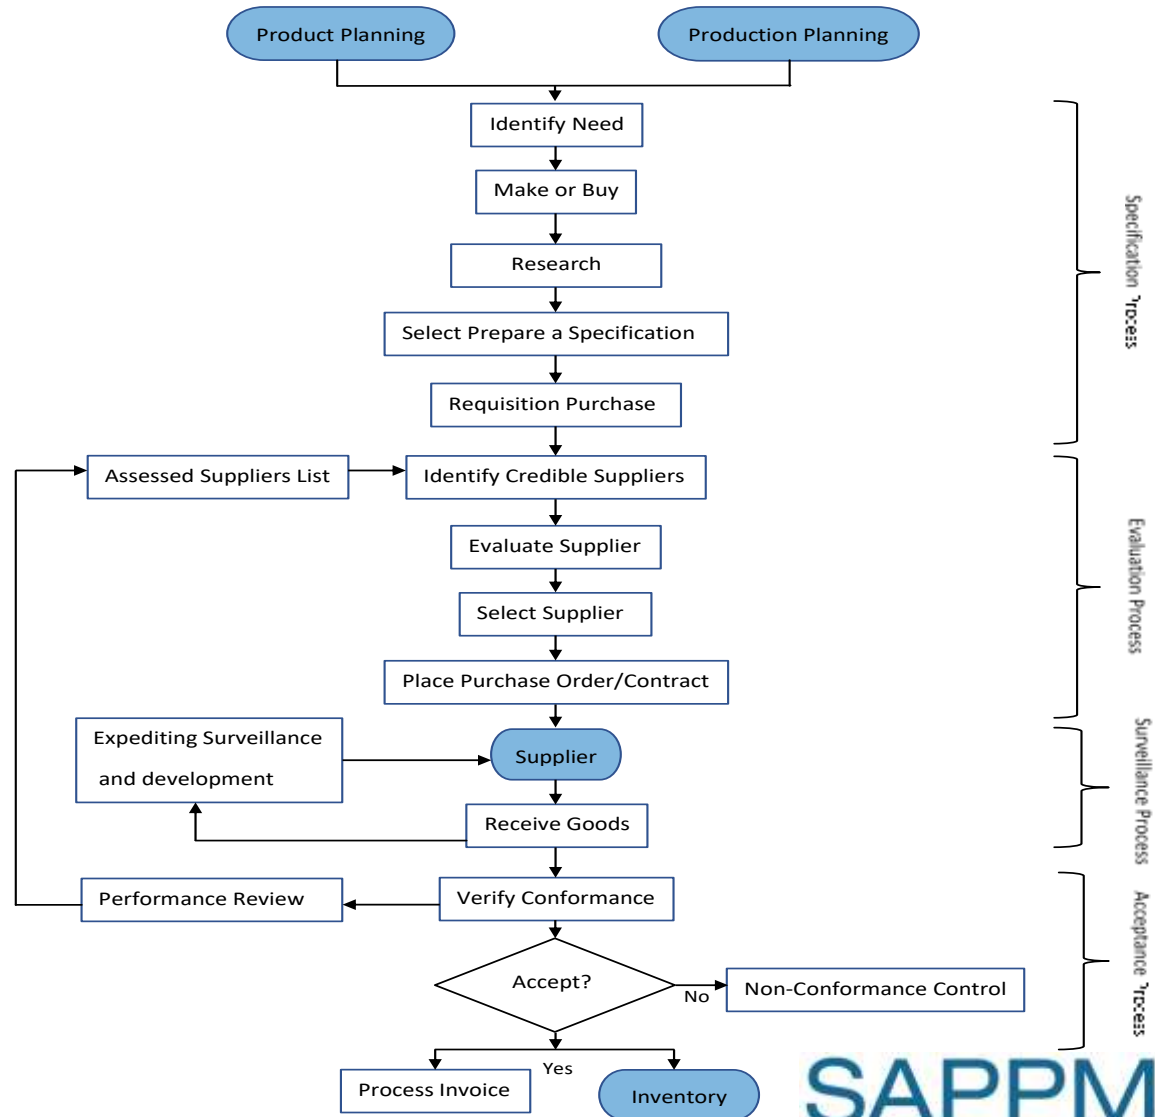 Product Planning
Production Planning
Identify Need
Make or Buy
Research
Select Prepare a Specification
Requisition Purchase
Specification Process
Assessed Suppliers List
Identify Credible Suppliers
Evaluate Supplier
Select Supplier
Place Purchase Order/Contract
Evaluation Process
Expediting Surveillance
and development
Supplier
Receive Goods
Surveillance Process
Performance Review
Verify Conformance
Accept?
No
Non-Conformance Control
Acceptance Process
Yes
Process Invoice
Inventory
SAPPM